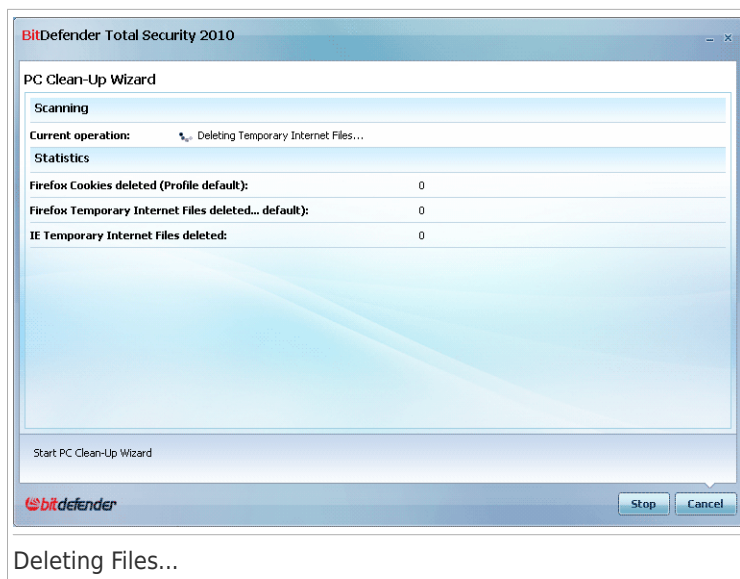 BitDefender Total Security 2010
PC Clean-Up Wizard
Scanning
Current operation: Deleting Temporary Internet Files...
Statistics
Firefox Cookies deleted (Profile default): 0
Firefox Temporary Internet Files deleted... default): 0
IE Temporary Internet Files deleted: 0
Start PC Clean-Up Wizard
bitdefender
Stop Cancel
Deleting Files...